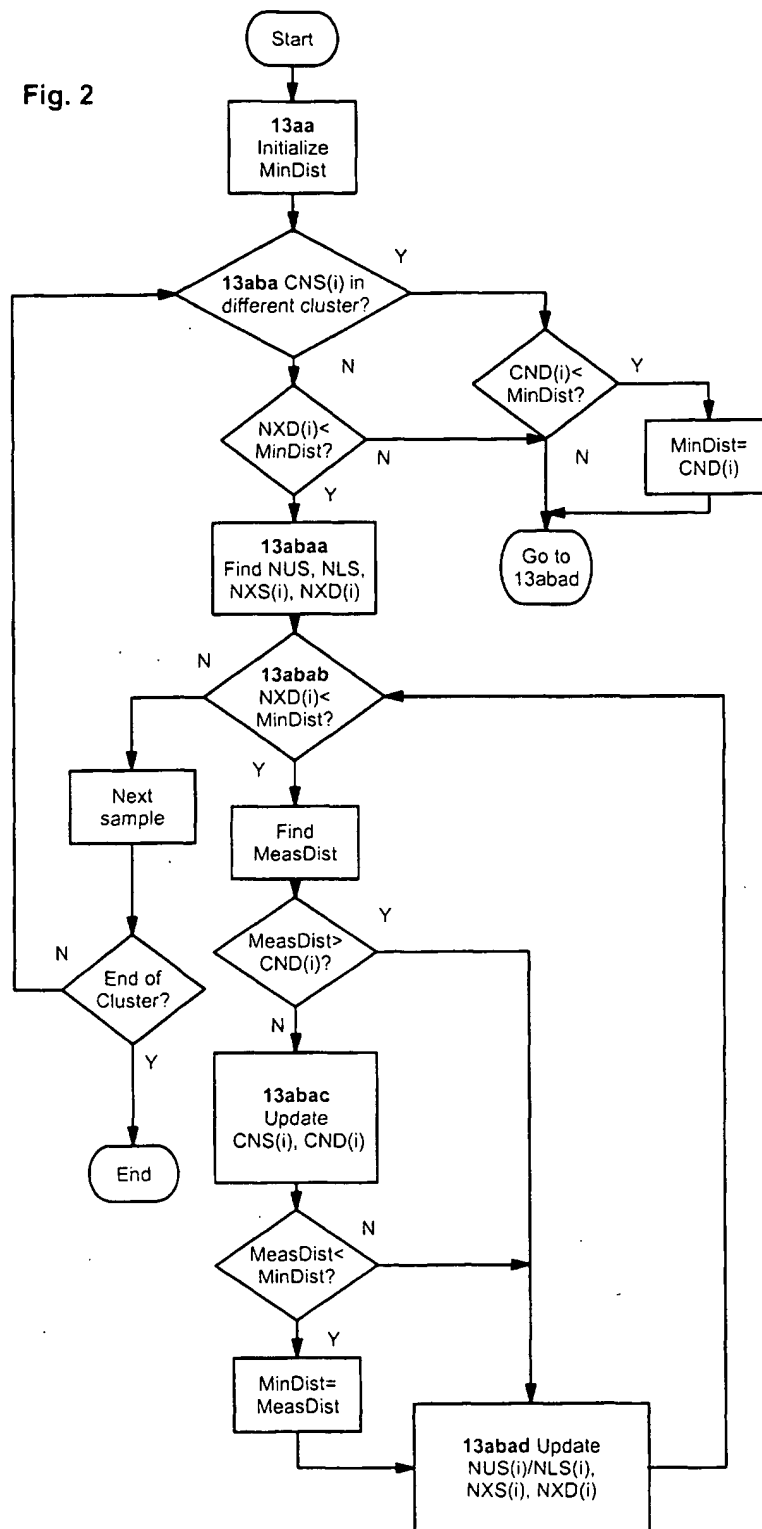 Fig. 2
Start
13aa
Initialize
MinDist
13aba CNS(i) in
different cluster?
Y
N
CND(i)<
MinDist?
Y
N
MinDist=
CND(i)
Go to
13abad
NXD(i)<
MinDist?
N
Y
13abaa
Find NUS, NLS,
NXS(i), NXD(i)
13abab
NXD(i)<
MinDist?
N
Y
Next
sample
End of
Cluster?
N
Y
End
Find
MeasDist
MeasDist>
CND(i)?
Y
N
13abac
Update
CNS(i), CND(i)
MeasDist<
MinDist?
N
Y
MinDist=
MeasDist
13abad Update
NUS(i)/NLS(i),
NXS(i), NXD(i)